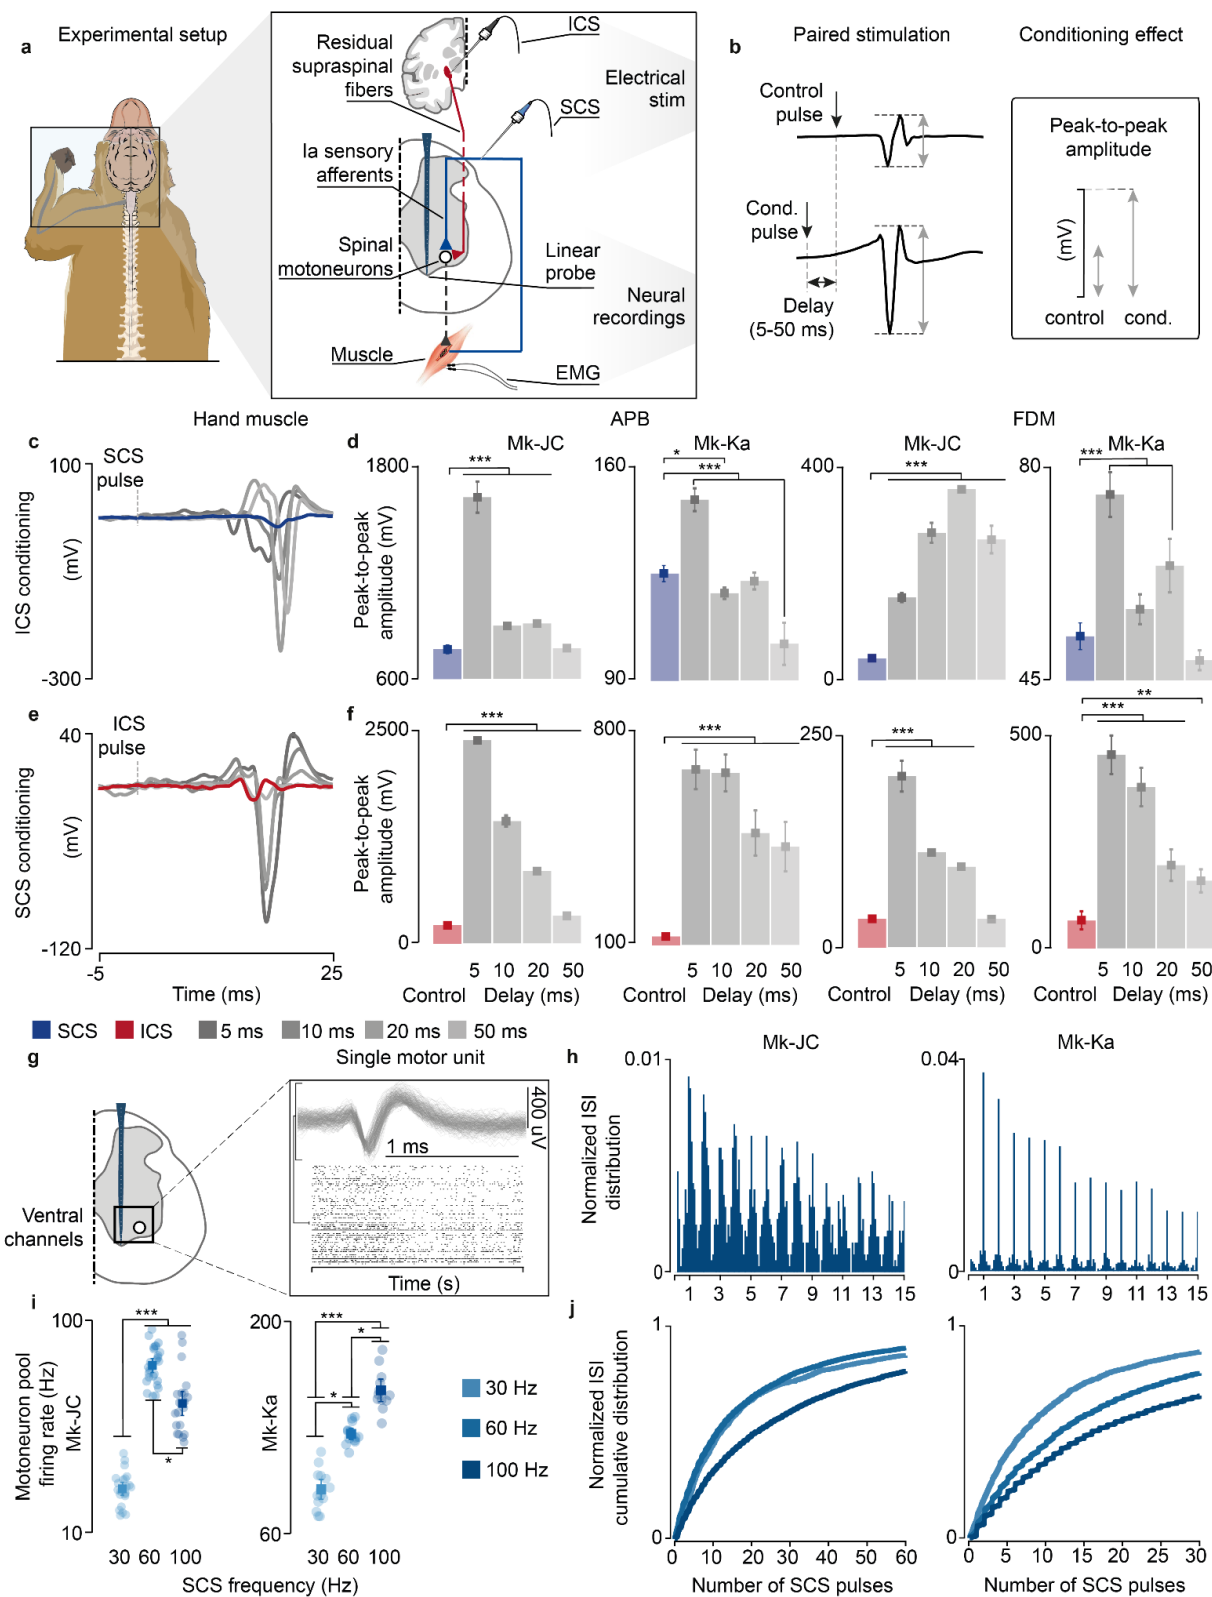 a
Experimental setup
Residual
supraspinal
fibers
ICS
SCS
Electrical
stim
Ia sensory
afferents
Spinal
motoneurons
Linear
probe
Neural
recordings
Muscle
EMG
b
Paired stimulation
Conditioning effect
Control
pulse
Cond.
pulse
Delay
(5-50 ms)
Peak-to-peak
amplitude
(mV)
control
cond.
Hand muscle
APB
FDM
c
SCS
pulse
100
ICS conditioning
(mV)
-300
d
Mk-JC
Mk-Ka
Mk-JC
Mk-Ka
Peak-to-peak
amplitude (mV)
1800
600
***
160
90
*
***
400
0
***
80
45
***
e
ICS
pulse
40
SCS conditioning
(mV)
-120
-5
25
Time (ms)
f
Peak-to-peak
amplitude (mV)
2500
0
***
800
100
***
250
0
***
500
0
**
***
5 10 20 50
5 10 20 50
5 10 20 50
5 10 20 50
Control Delay (ms)
Control Delay (ms)
Control Delay (ms)
Control Delay (ms)
SCS ICS 5 ms 10 ms 20 ms 50 ms
g
Single motor unit
400 uV
1 ms
Time (s)
Ventral
channels
h
Mk-JC
Mk-Ka
Normalized ISI
distribution
0.01
0
1 3 5 7 9 11 13 15
0.04
0
1 3 5 7 9 11 13 15
i
Motoneuron pool
firing rate (Hz)
Mk-JC
100
10
***
*
30 60 100
Mk-Ka
200
60
***
*
*
30 60 100
SCS frequency (Hz)
30 Hz
60 Hz
100 Hz
j
Normalized ISI
cumulative distribution
1
0
0 10 20 30 40 50 60
Number of SCS pulses
1
0
0 5 10 15 20 25 30
Number of SCS pulses